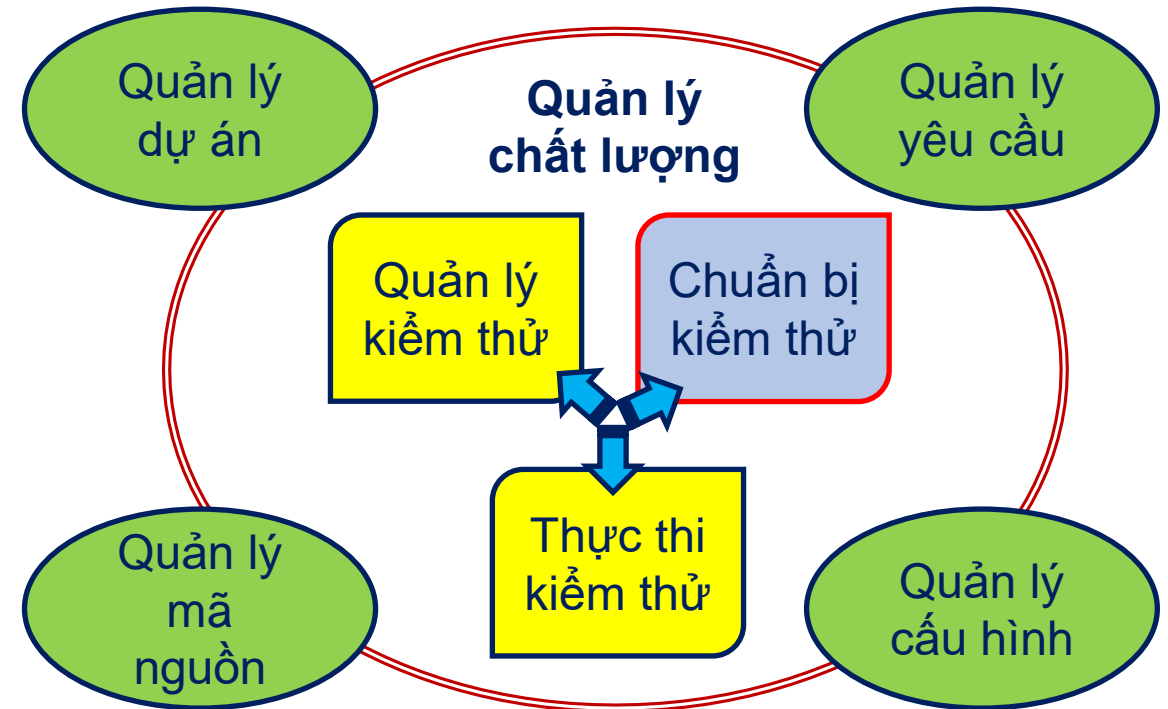 Quản lý
dự án
Quản lý
chất lượng
Quản lý
yêu cầu
Quản lý
kiểm thử
Chuẩn bị
kiểm thử
Thực thi
kiểm thử
Quản lý
mã
nguồn
Quản lý
cấu hình